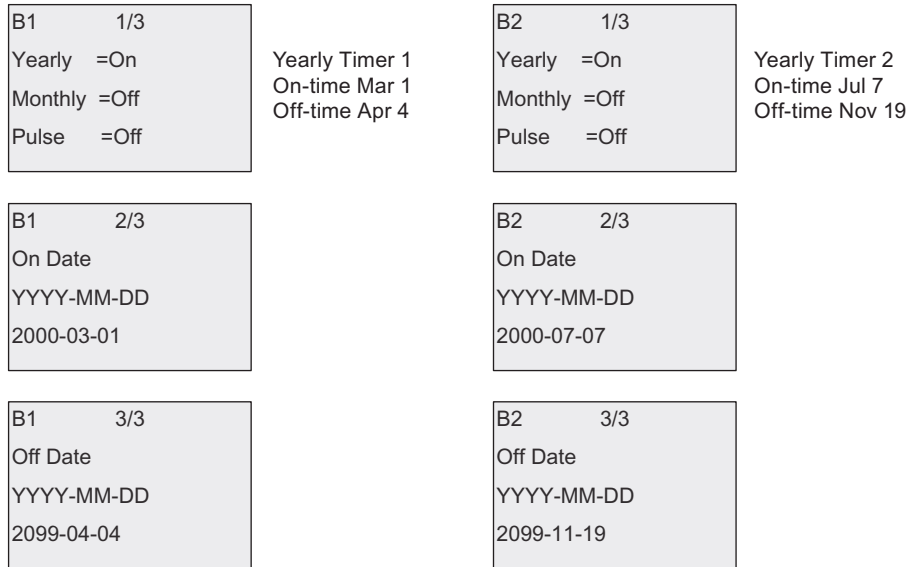 B1 1/3
Yearly =On
Monthly =Off
Pulse =Off
Yearly Timer 1
On-time Mar 1
Off-time Apr 4
B2 1/3
Yearly =On
Monthly =Off
Pulse =Off
Yearly Timer 2
On-time Jul 7
Off-time Nov 19
B1 2/3
On Date
YYYY-MM-DD
2000-03-01
B2 2/3
On Date
YYYY-MM-DD
2000-07-07
B1 3/3
Off Date
YYYY-MM-DD
2099-04-04
B2 3/3
Off Date
YYYY-MM-DD
2099-11-19